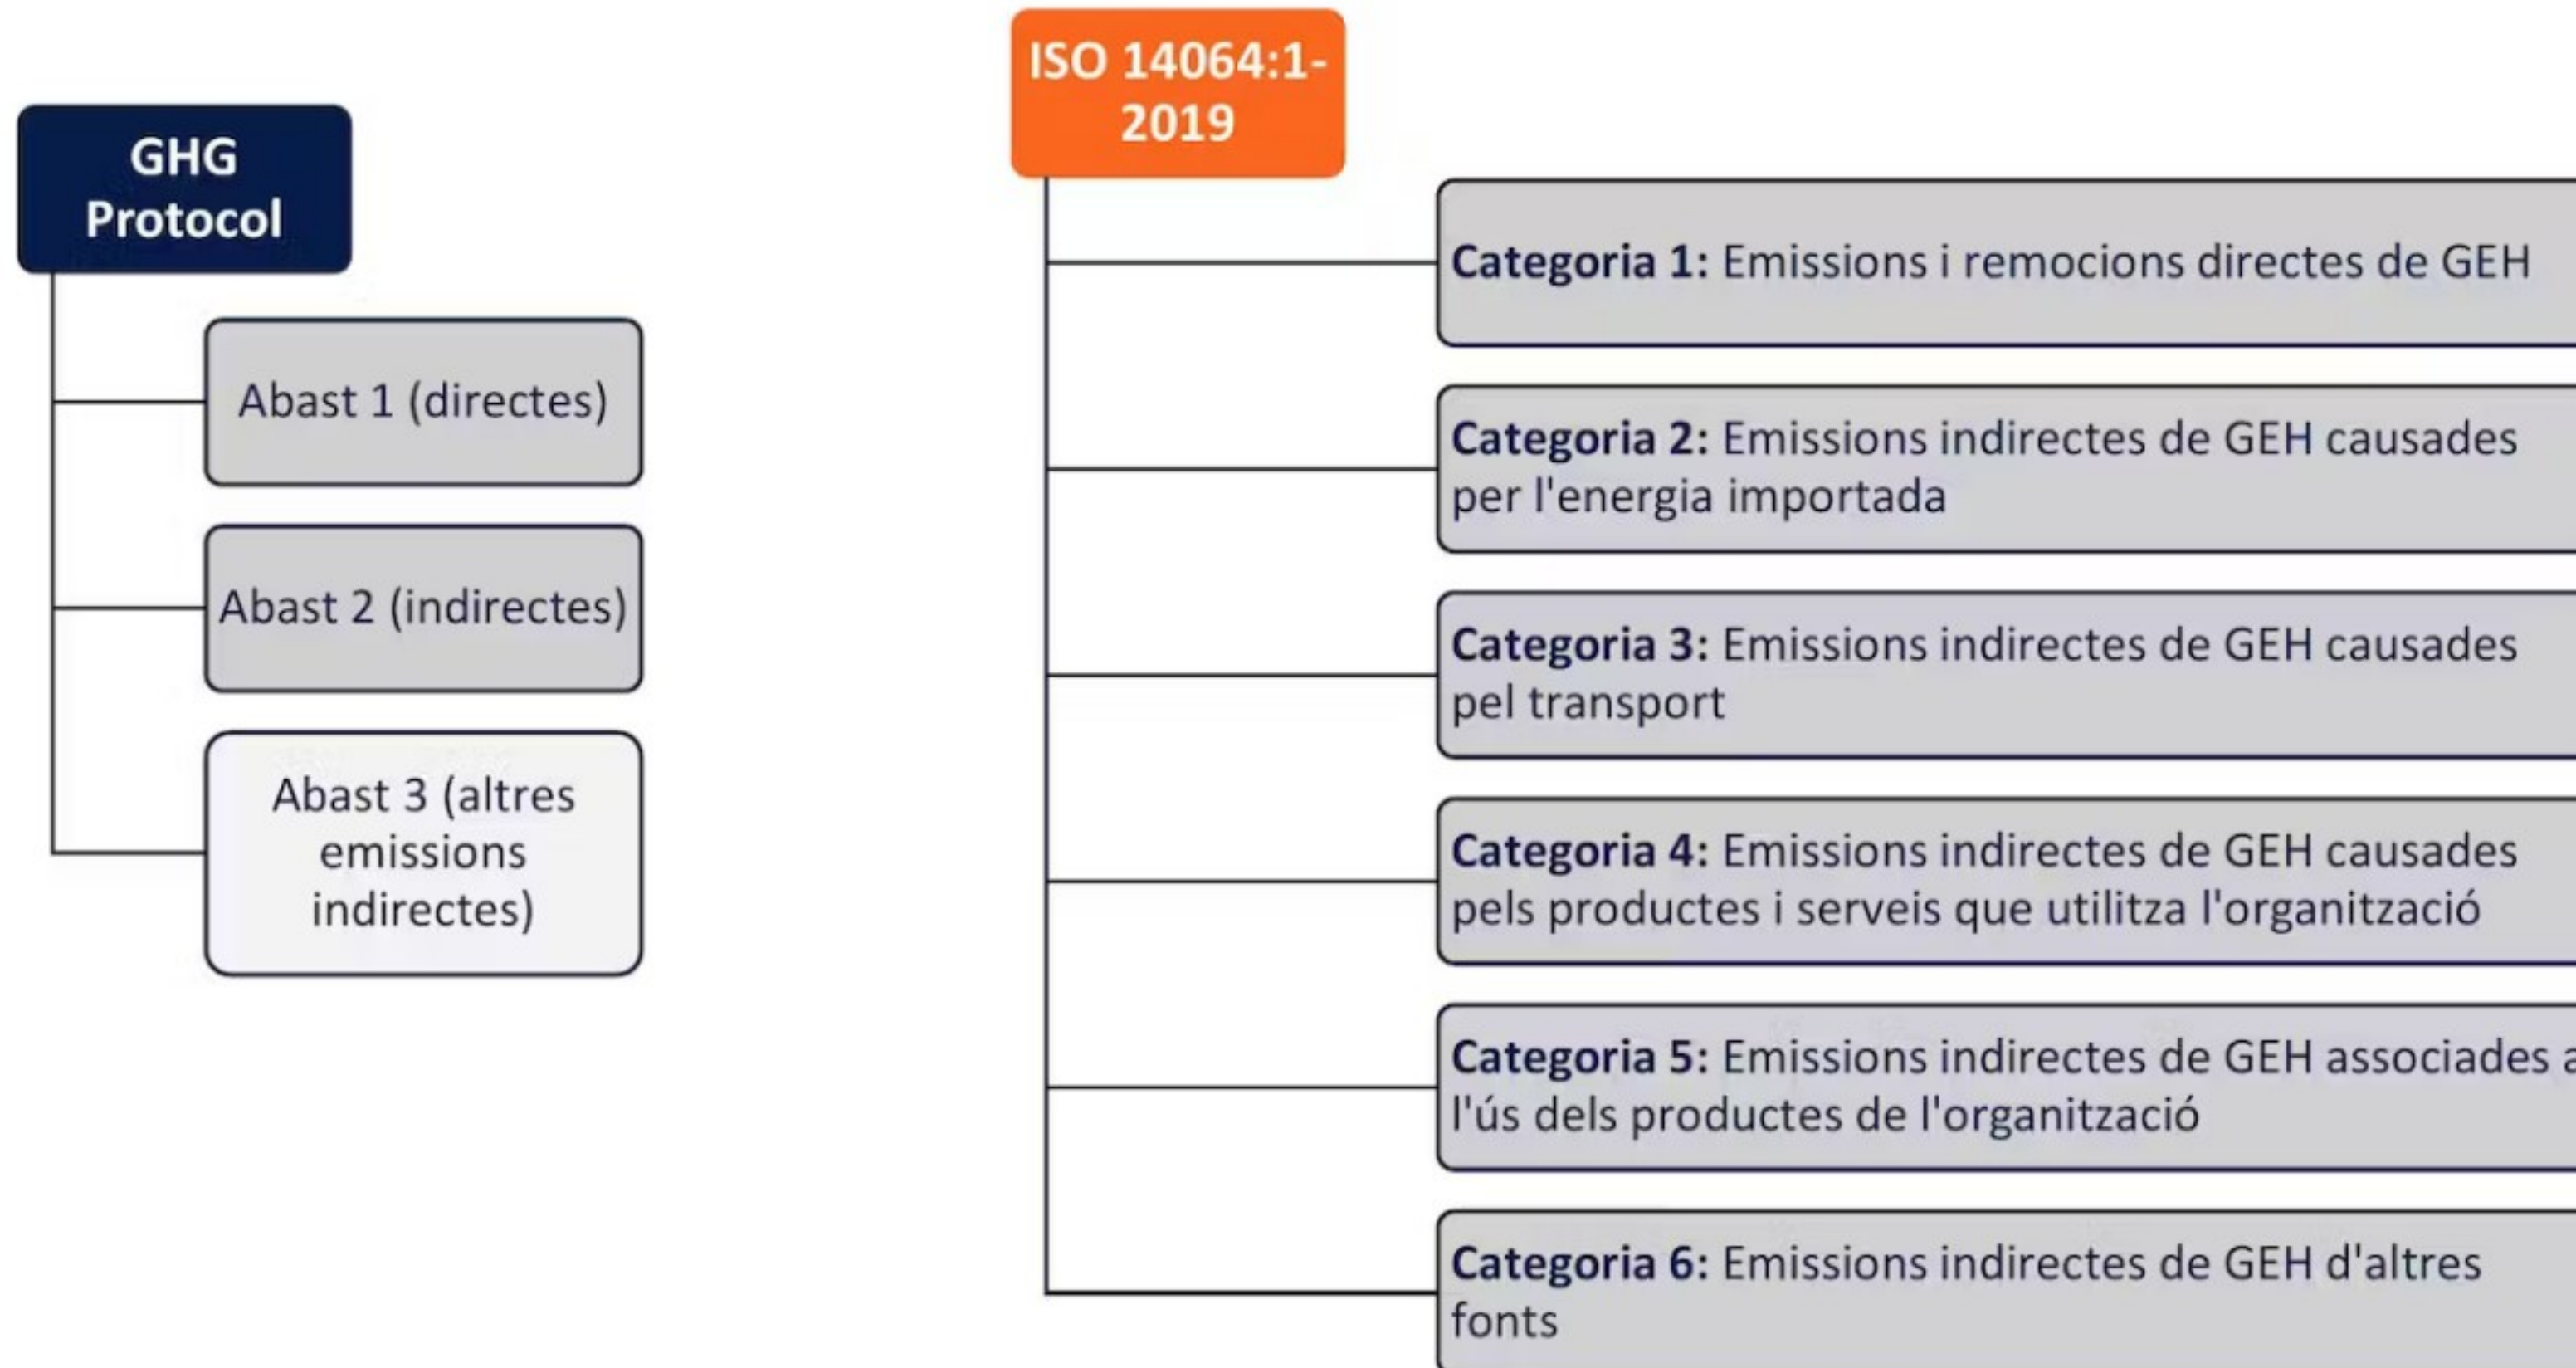 GHG
Protocol
Abast 1 (directes)
Abast 2 (indirectes)
Abast 3 (altres
emissions
indirectes)
ISO 14064:1-
2019
Categoria 1: Emissions i remocions directes de GEH
Categoria 2: Emissions indirectes de GEH causades
per l'energia importada
Categoria 3: Emissions indirectes de GEH causades
pel transport
Categoria 4: Emissions indirectes de GEH causades
pels productes i serveis que utilitza l'organització
Categoria 5: Emissions indirectes de GEH associades a
l'ús dels productes de l'organització
Categoria 6: Emissions indirectes de GEH d'altres
fonts